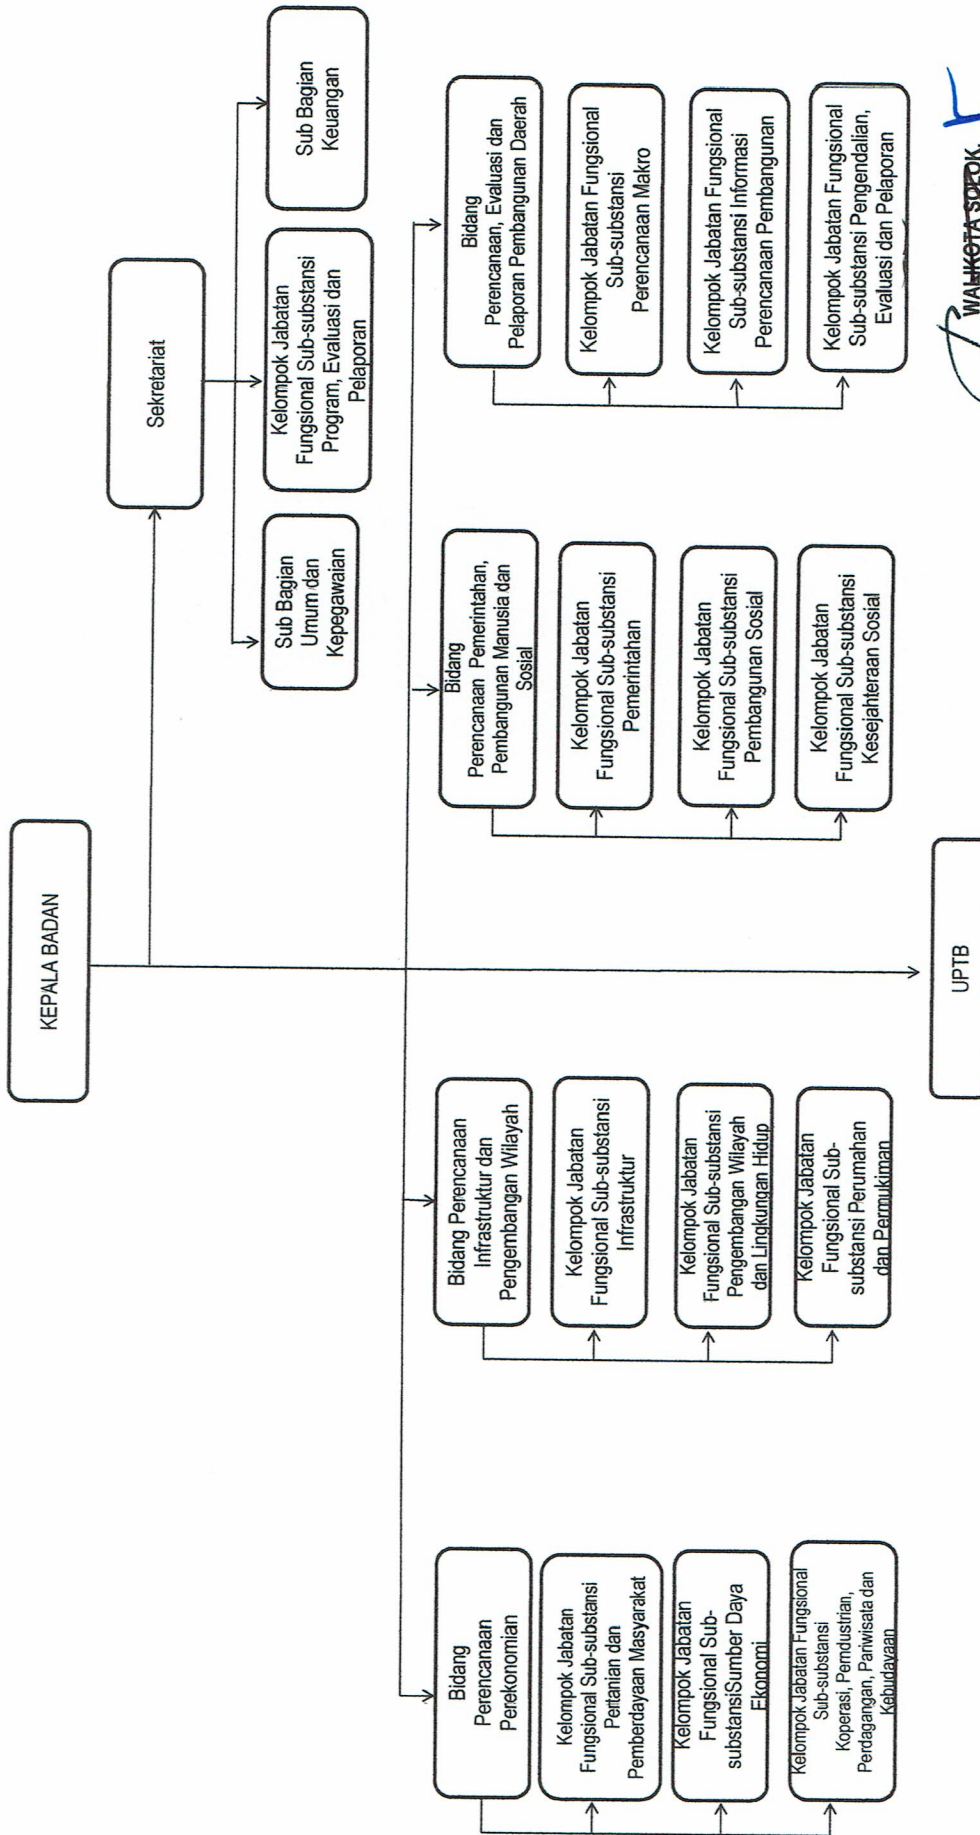 KEPALA BADAN
Sekretariat
Sub Bagian
Umum dan
Kepegawaian
Kelompok Jabatan
Fungsional Sub-substansi
Program, Evaluasi dan
Pelaporan
Sub Bagian
Keuangan
Bidang
Perencanaan
Perekonomian
Kelompok Jabatan
Fungsional Sub-substansi
Pertanian dan
Pemberdayaan Masyarakat
Kelompok Jabatan
Fungsional Sub-
substansiSumber Daya
Ekonomi
Kelompok Jabatan Fungsional
Sub-substansi
Koperasi, Perndustrian,
Perdagangan, Pariwisata dan
Kebudayaan
Bidang Perencanaan
Infrastruktur dan
Pengembangan Wilayah
Kelompok Jabatan
Fungsional Sub-substansi
Infrastruktur
Kelompok Jabatan
Fungsional Sub-substansi
Pengembangan Wilayah
dan Lingkungan Hidup
Kelompok Jabatan
Fungsional Sub-
substansi Perumahan
dan Permukiman
Bidang
Perencanaan Pemerintahan,
Pembangunan Manusia dan
Sosial
Kelompok Jabatan
Fungsional Sub-substansi
Pemerintahan
Kelompok Jabatan
Fungsional Sub-substansi
Pembangunan Sosial
Kelompok Jabatan
Fungsional Sub-substansi
Kesejahteraan Sosial
Bidang
Perencanaan, Evaluasi dan
Pelaporan Pembangunan Daerah
Kelompok Jabatan Fungsional
Sub-substansi
Perencanaan Makro
Kelompok Jabatan Fungsional
Sub-substansi Informasi
Perencanaan Pembangunan
Kelompok Jabatan Fungsional
Sub-substansi Pengendalian,
Evaluasi dan Pelaporan
UPTB
WALIKOTA SOLOK,